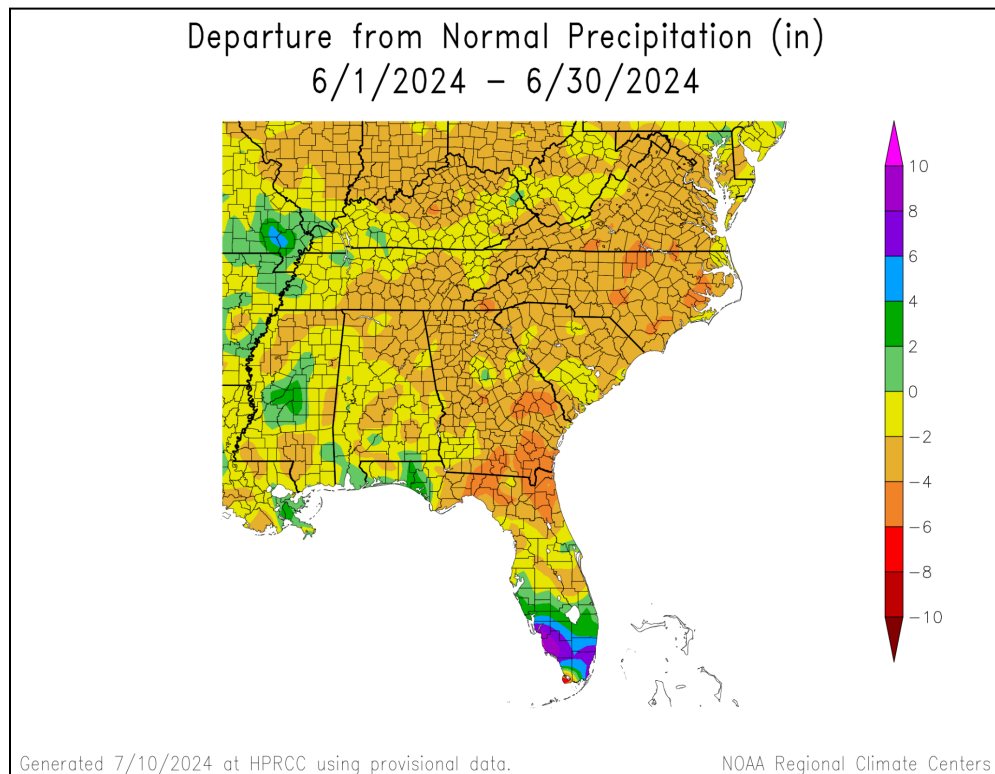 Departure from Normal Precipitation (in)
6/1/2024 – 6/30/2024
10
8
6
4
2
0
−2
−4
−6
−8
−10
Generated 7/10/2024 at HPRCC using provisional data.
NOAA Regional Climate Centers